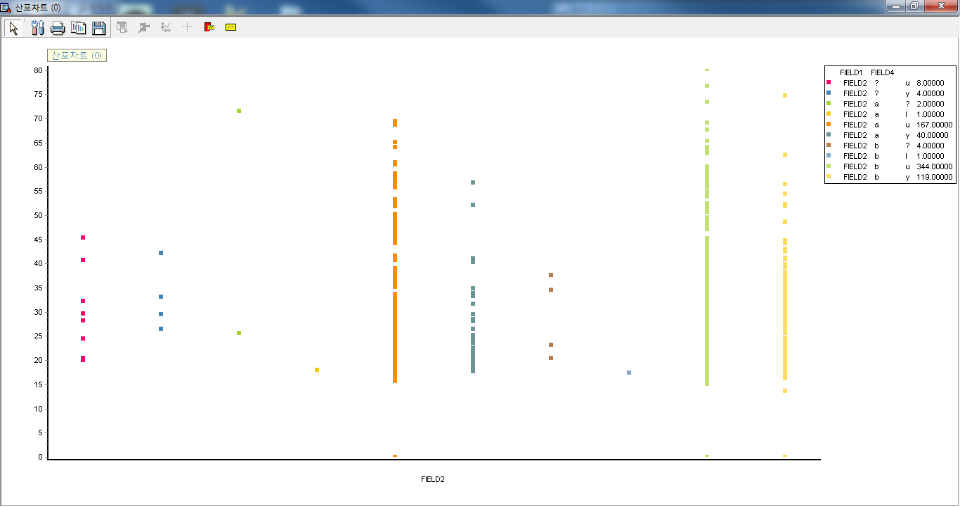 산포차트 (0)
산포차트 (0)
80
75
70
65
60
55
50
45
40
35
30
25
20
15
10
5
0
FIELD2
FIELD1 FIELD4
FIELD2 ? u 8.00000
FIELD2 ? y 4.00000
FIELD2 a ? 2.00000
FIELD2 a l 1.00000
FIELD2 a u 167.00000
FIELD2 a y 40.00000
FIELD2 b ? 4.00000
FIELD2 b l 1.00000
FIELD2 b u 344.00000
FIELD2 b y 119.00000